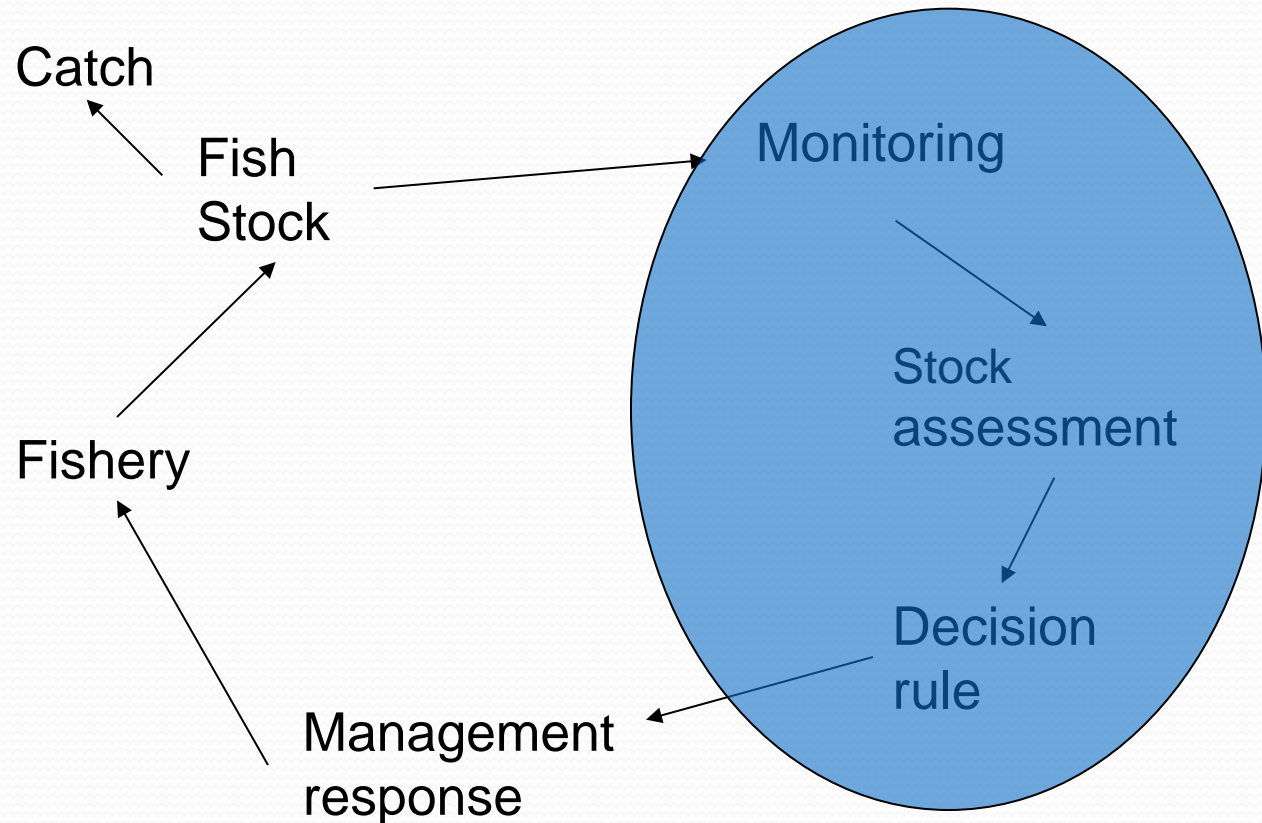 Catch
Fish
Stock
Monitoring
Stock
assessment
Fishery
Decision
rule
Management
response